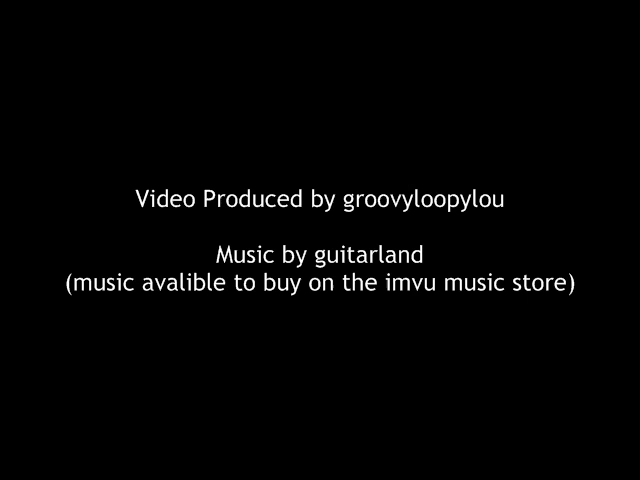 Video Produced by groovyloopylou
Music by guitarland
(music avalible to buy on the imvu music store)